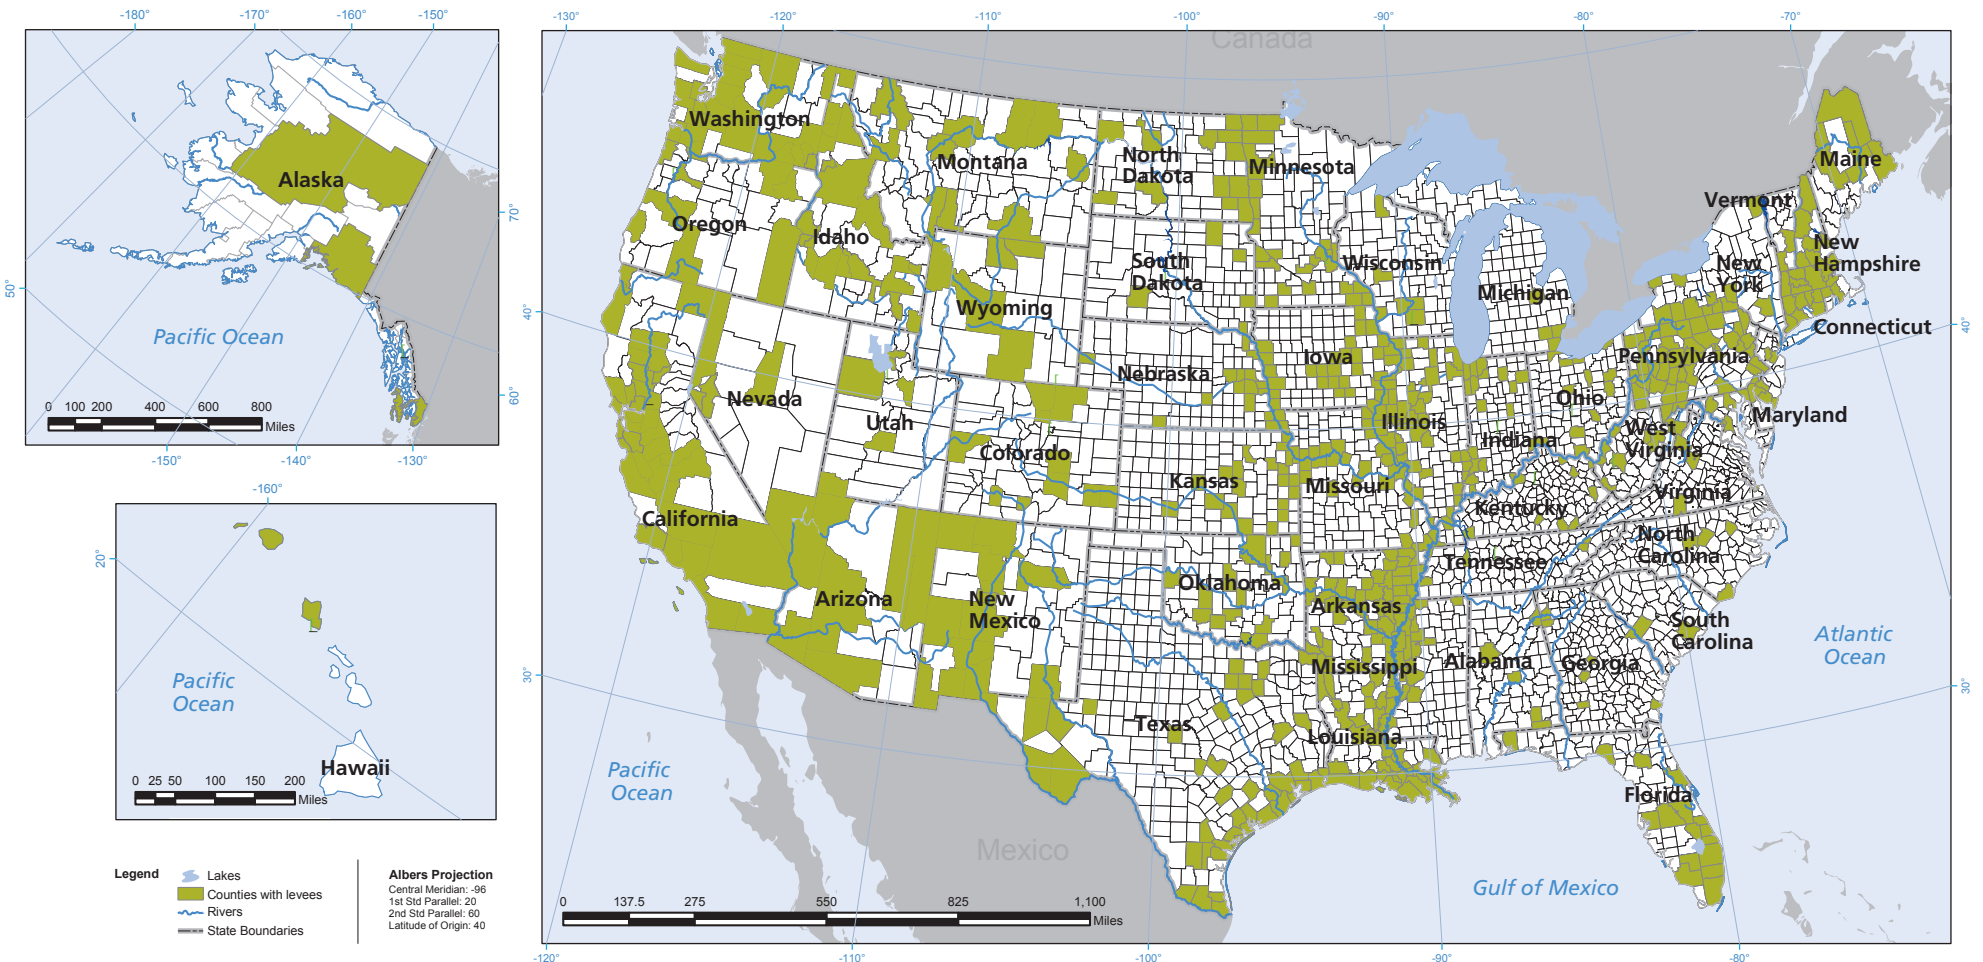 -180°
-170°
-160°
-150°
Alaska
Pacific Ocean
0 100 200 400 600 800
Miles
50°
70°
60°
-150°
-140°
-130°
-160°
20°
Pacific
Ocean
Hawaii
0 25 50 100 150 200
Miles
Legend
Lakes
Counties with levees
Rivers
State Boundaries
Albers Projection
Central Meridian: -96
1st Std Parallel: 20
2nd Std Parallel: 60
Latitude of Origin: 40
-130°
-120°
-110°
-100°
-90°
-80°
-70°
Canada
Washington
Montana
North
Dakota
Minnesota
Maine
Vermont
Oregon
Idaho
South
Dakota
Wisconsin
Michigan
New
York
New
Hampshire
Wyoming
Connecticut
Iowa
Pennsylvania
Nebraska
Nevada
Utah
Ohio
Maryland
Illinois
Indiana
West
Virginia
Colorado
Kansas
Missouri
Virginia
Kentucky
California
North
Carolina
Tennessee
Oklahoma
Arizona
New
Mexico
Arkansas
South
Carolina
Atlantic
Ocean
Mississippi
Alabama
Georgia
Texas
Louisiana
Pacific
Ocean
Florida
Mexico
Gulf of Mexico
0 137.5 275 550 825 1,100
Miles
40°
30°
40°
30°
-120°
-110°
-100°
-90°
-80°